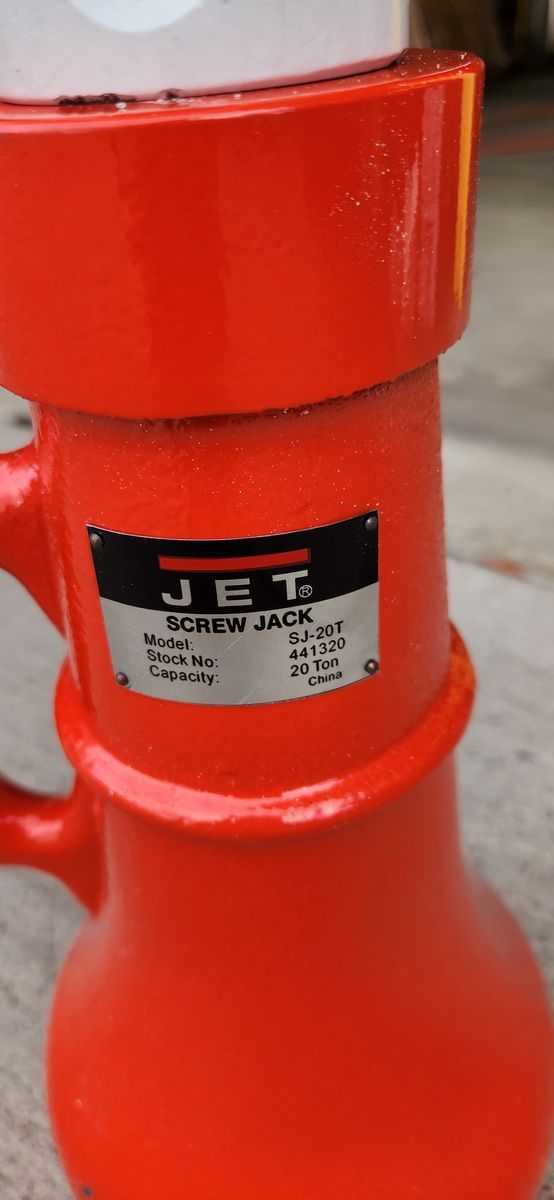 JET®
SCREW JACK
Model: SJ-20T
Stock No: 441320
Capacity: 20 Ton
China